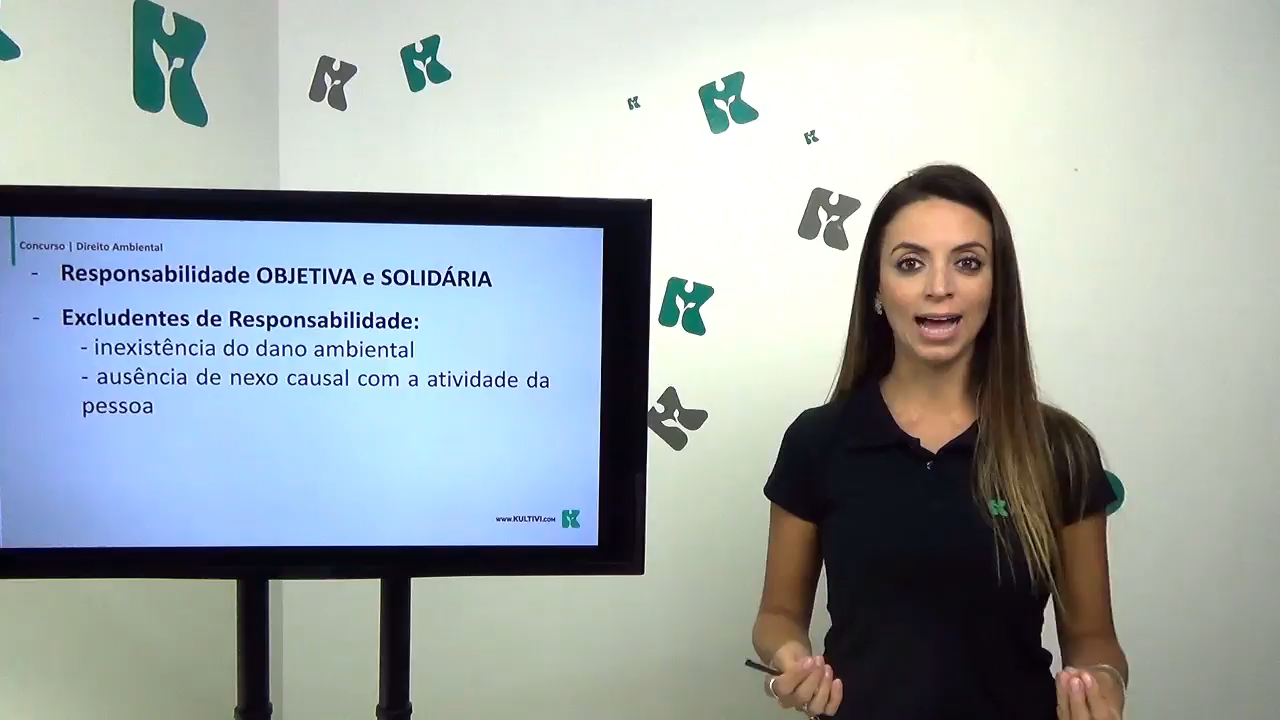 Concurso | Direito Ambiental
- Responsabilidade OBJETIVA e SOLIDÁRIA
- Excludentes de Responsabilidade:
- inexistência do dano ambiental
- ausência de nexo causal com a atividade da
pessoa
www.KULTIVI.com